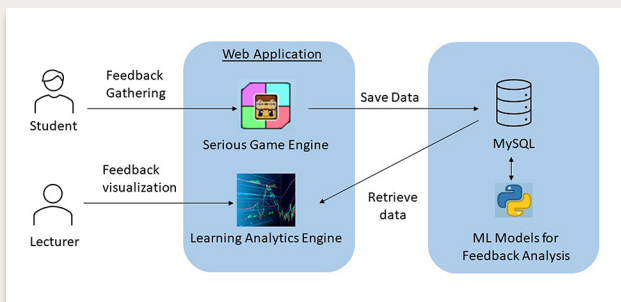 Web Application
Feedback
Gathering
Student
Serious Game Engine
Save Data
MySQL
Feedback
visualization
Lecturer
Learning Analytics Engine
Retrieve
data
ML Models for
Feedback Analysis